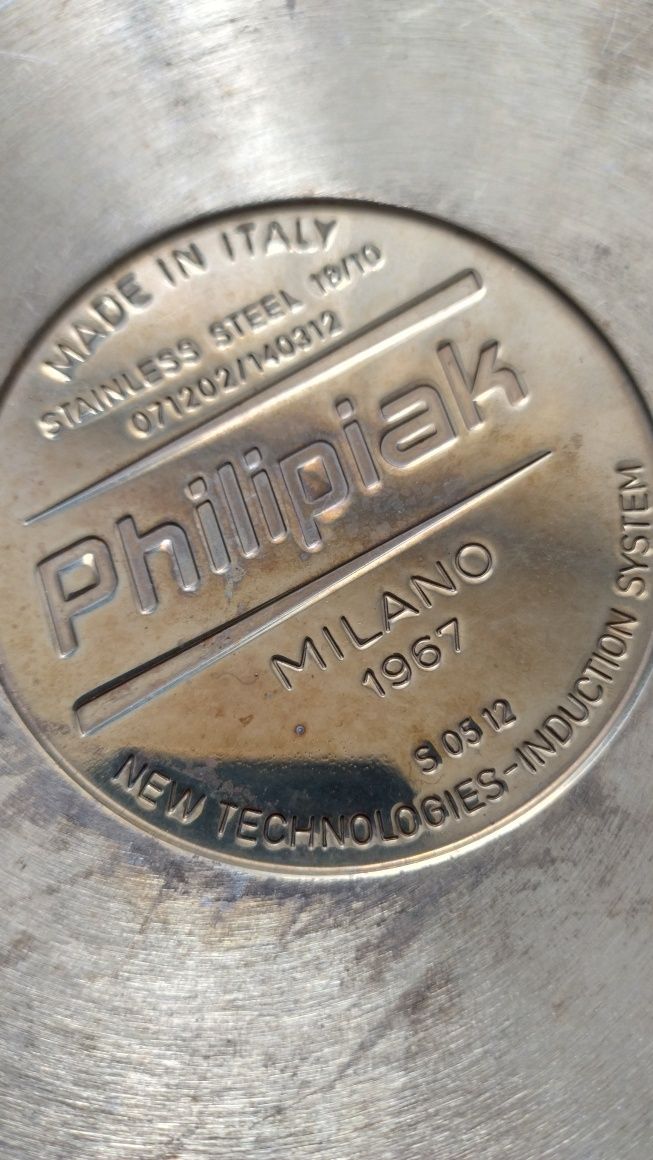 MADE IN ITALY
STAINLESS STEEL 18/10
071202/140312
Philipiak
MILANO
1967
S 05 12
NEW TECHNOLOGIES-INDUCTION SYSTEM